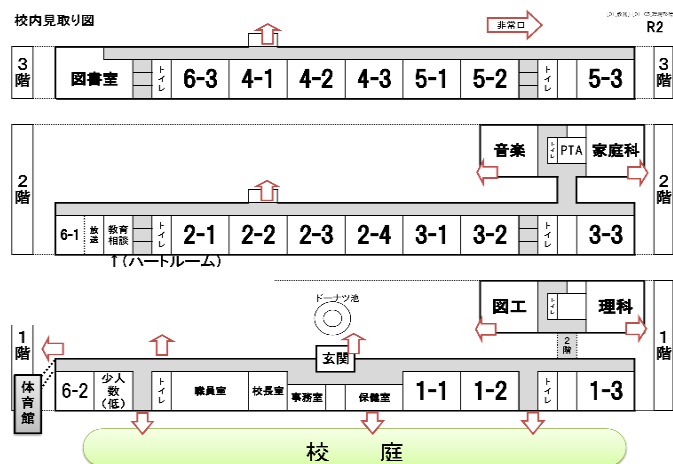 校内見取り図
非常口
R2
3階
図書室
トイレ
6-3
4-1
4-2
4-3
5-1
5-2
トイレ
5-3
3階
2階
音楽
トイレ
PTA
家庭科
6-1
放送
教育相談
トイレ
2-1
2-2
2-3
2-4
3-1
3-2
トイレ
3-3
2階
↑(ハートルーム)
1階
ドーナツ池
図工
トイレ
理科
2階
1階
玄関
体育館
6-2
少人数(低)
トイレ
職員室
校長室
事務室
保健室
1-1
1-2
トイレ
1-3
校庭